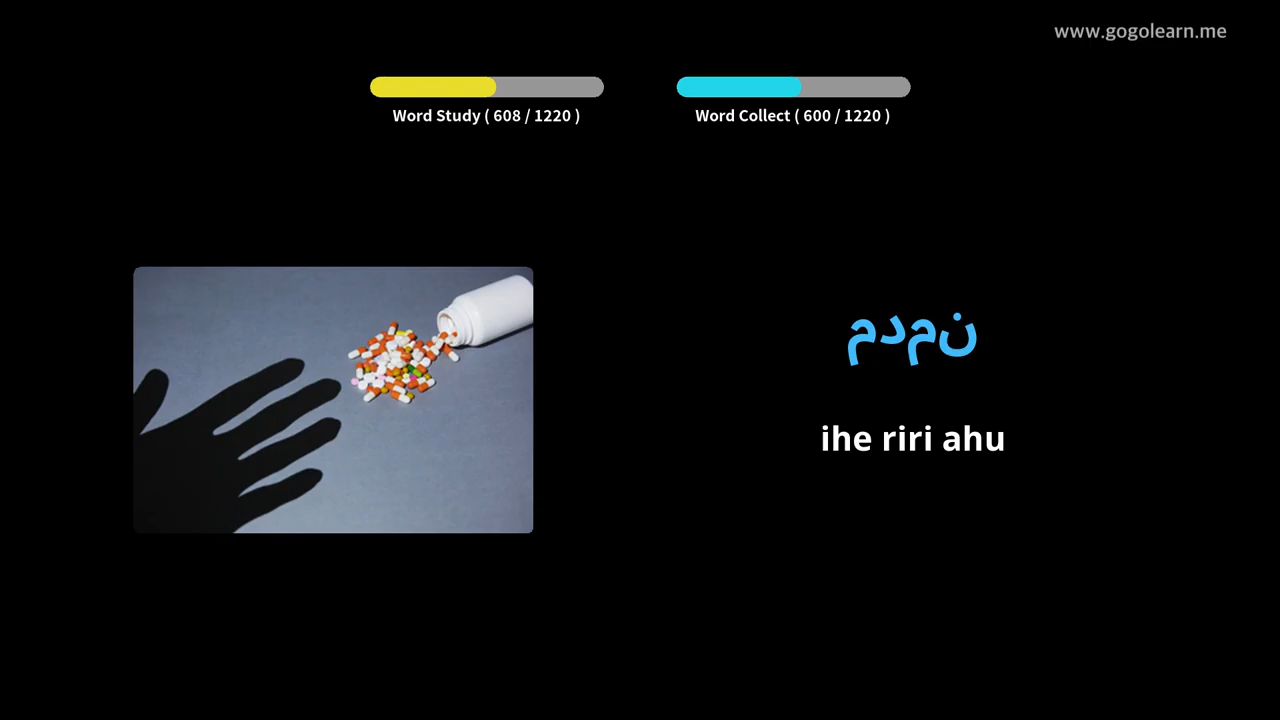 www.gogolearn.me
Word Study ( 608 / 1220 )
Word Collect ( 600 / 1220 )
مدمن
ihe riri ahu